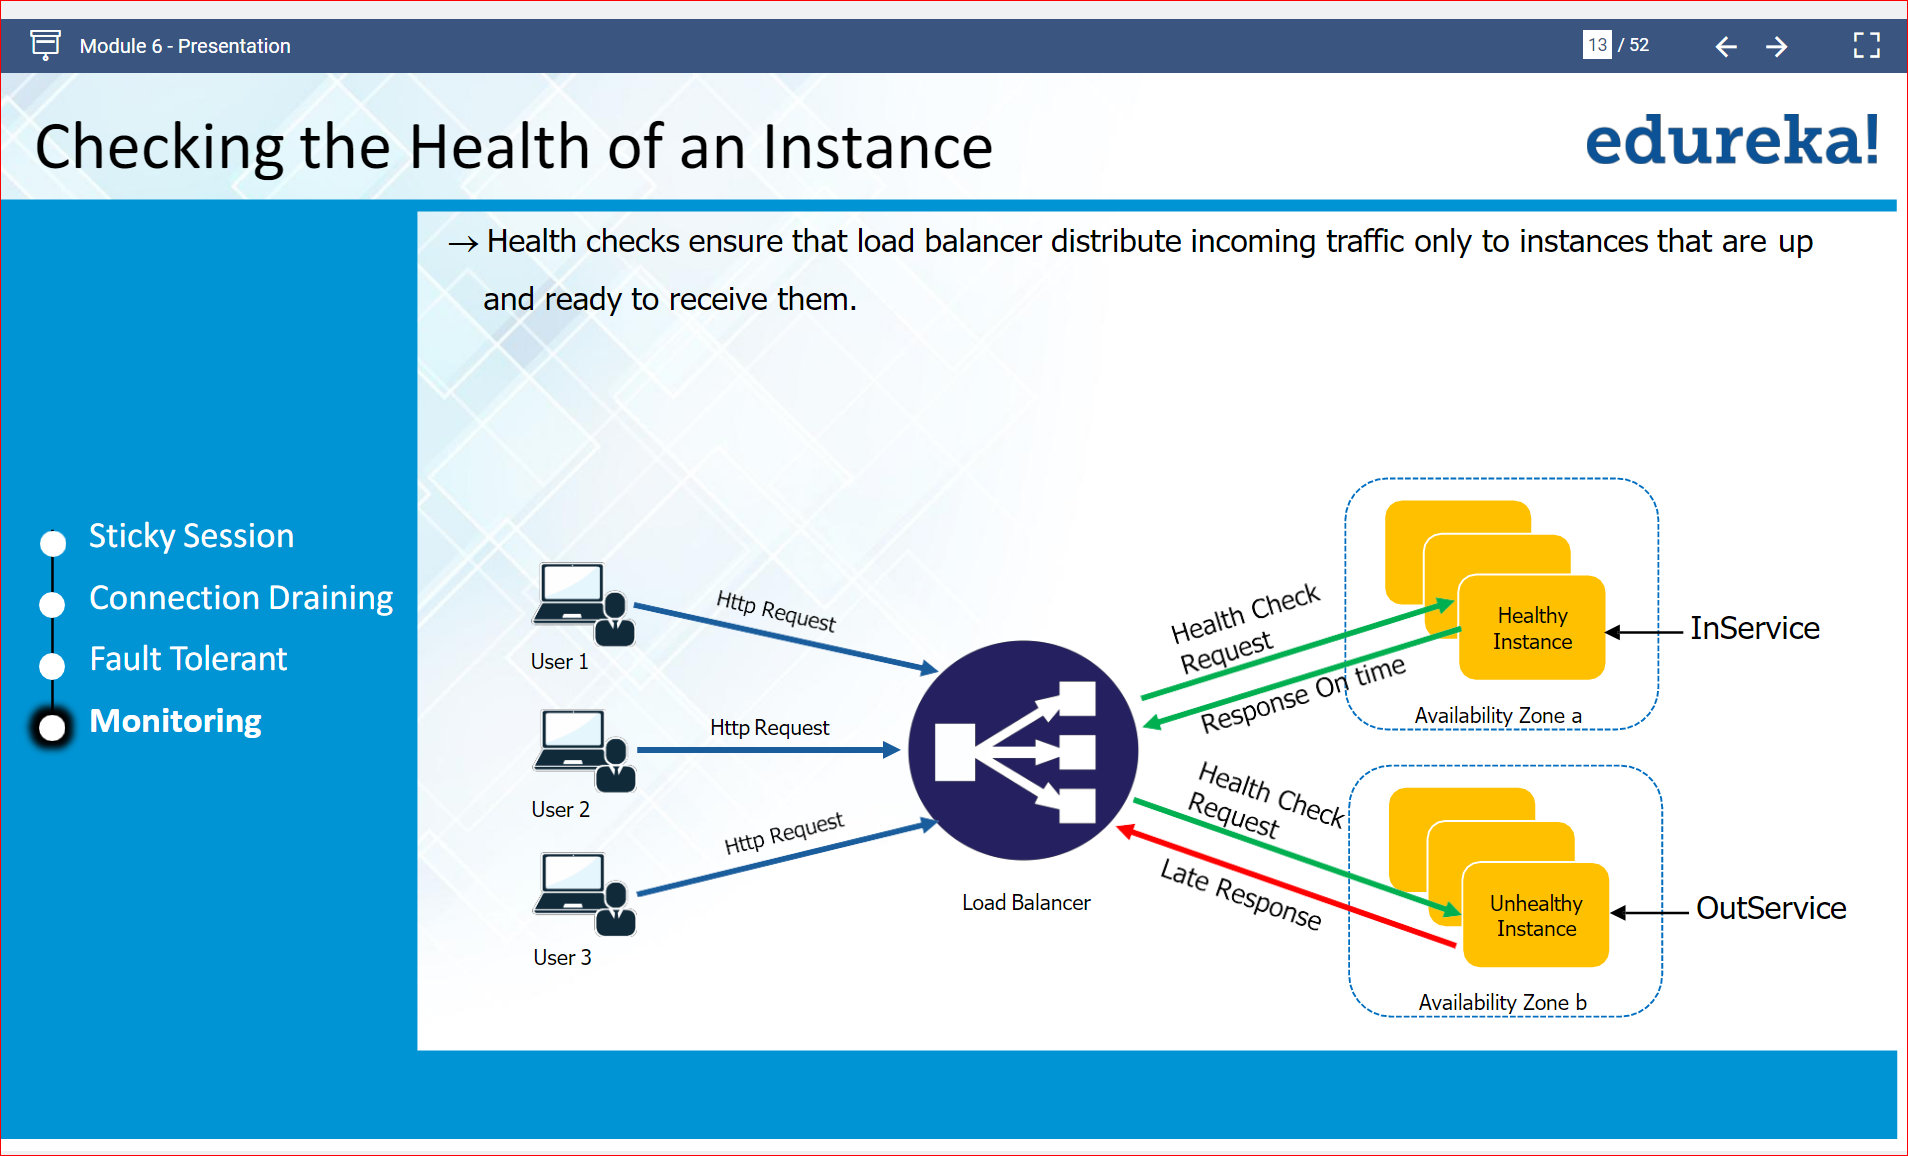 Module 6 - Presentation
13 / 52
Checking the Health of an Instance
edureka!
→ Health checks ensure that load balancer distribute incoming traffic only to instances that are up
and ready to receive them.
Sticky Session
Connection Draining
Fault Tolerant
Monitoring
User 1
Http Request
User 2
Http Request
User 3
Http Request
Load Balancer
Health Check
Request
Response On time
Healthy
Instance
Availability Zone a
InService
Health Check
Request
Late Response
Unhealthy
Instance
Availability Zone b
OutService